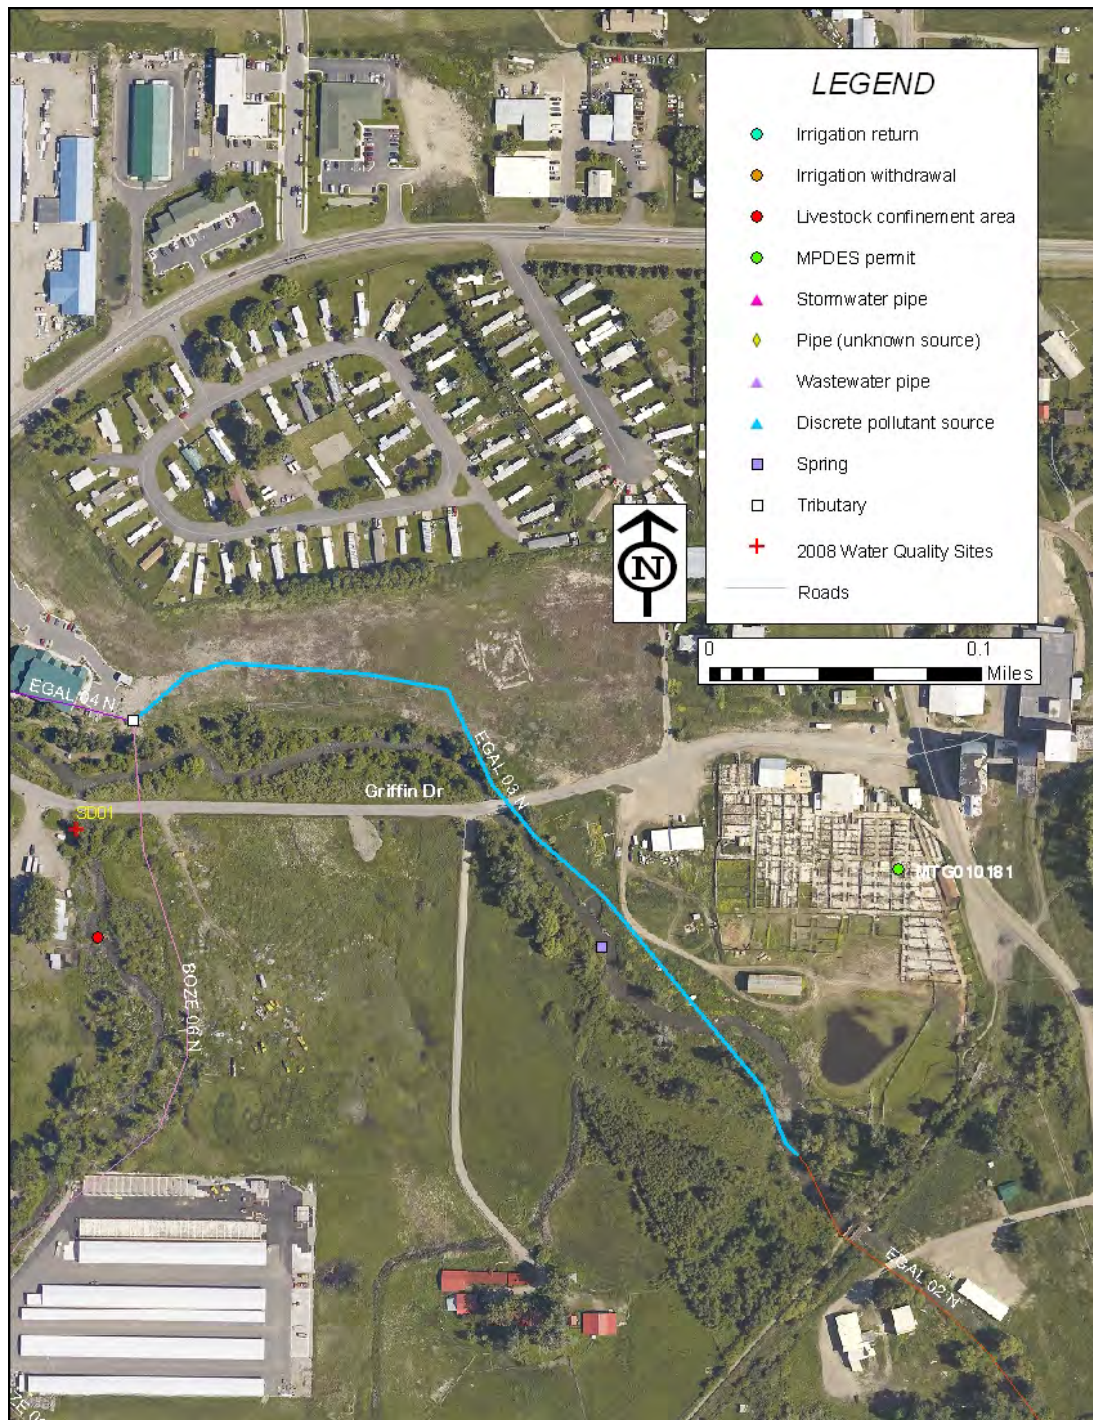 LEGEND
Irrigation return
Irrigation withdrawal
Livestock confinement area
MPDES permit
Stormwater pipe
Pipe (unknown source)
Wastewater pipe
Discrete pollutant source
Spring
Tributary
2008 Water Quality Sites
Roads
N
0 0.1
Miles
EGAL 04 N
EGAL 03 N
Griffin Dr
SD01
MTG010181
BOZE 06 N
EGAL 02 N